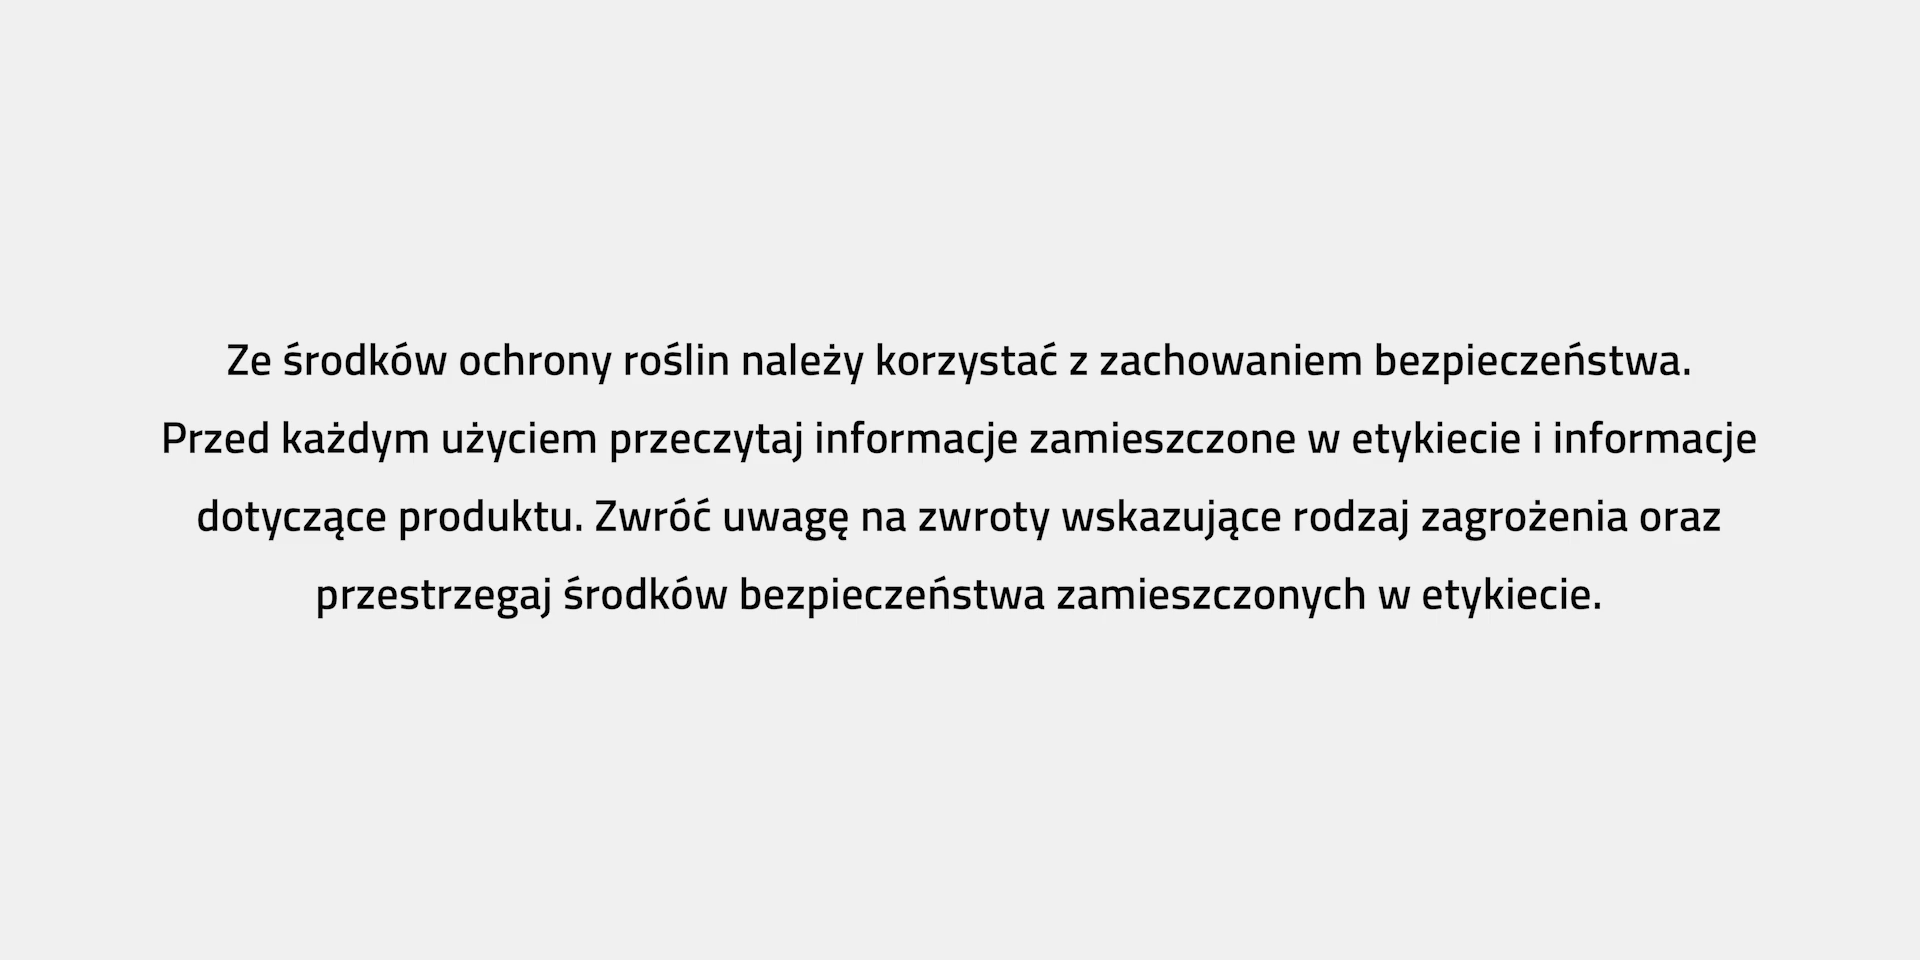 Ze środków ochrony roślin należy korzystać z zachowaniem bezpieczeństwa.
Przed każdym użyciem przeczytaj informacje zamieszczone w etykiecie i informacje
dotyczące produktu. Zwróć uwagę na zwroty wskazujące rodzaj zagrożenia oraz
przestrzegaj środków bezpieczeństwa zamieszczonych w etykiecie.